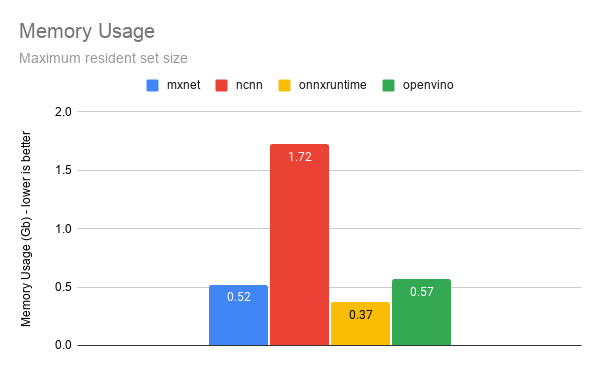 Memory Usage
Maximum resident set size
mxnet ncnn onnxruntime openvino
Memory Usage (Gb) - lower is better
2.0
1.5
1.0
0.5
0.0
0.52
1.72
0.37
0.57